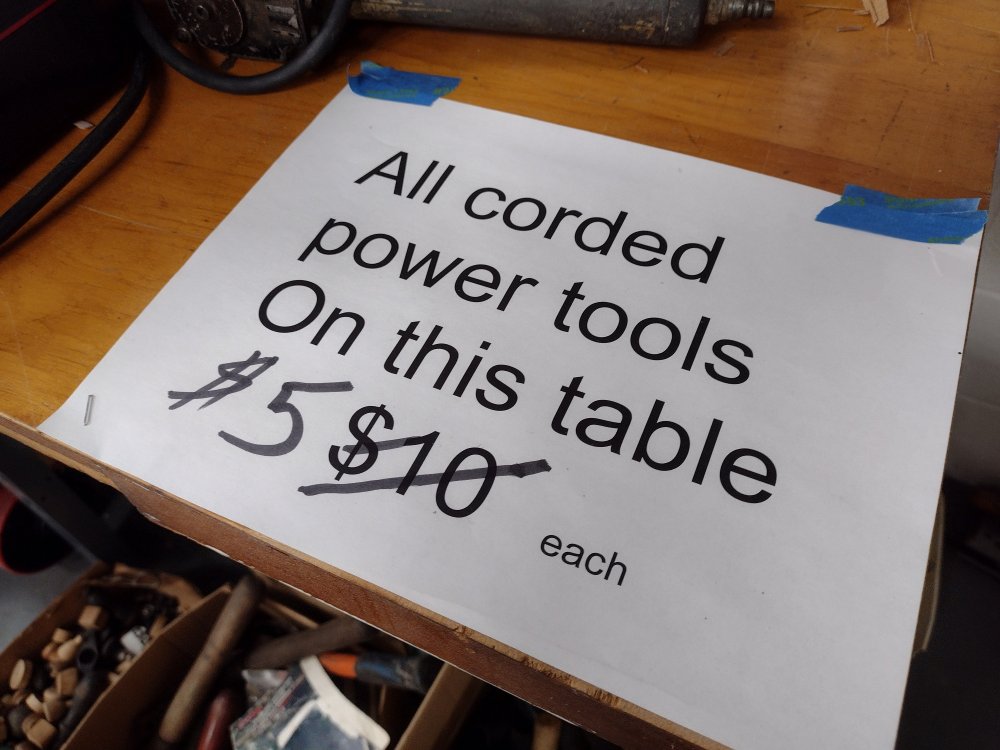 All corded
power tools
On this table
$5 $10
each